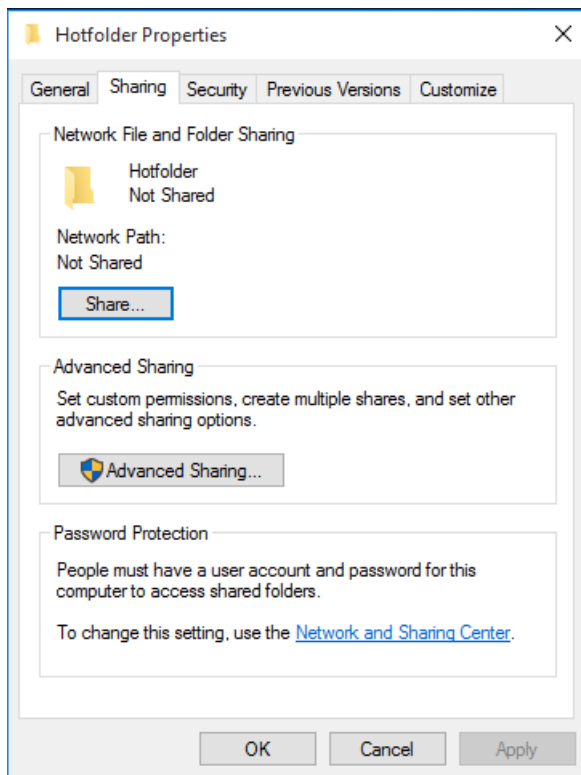 Hotfolder Properties
General Sharing Security Previous Versions Customize
Network File and Folder Sharing
Hotfolder
Not Shared
Network Path:
Not Shared
Share...
Advanced Sharing
Set custom permissions, create multiple shares, and set other
advanced sharing options.
Advanced Sharing...
Password Protection
People must have a user account and password for this
computer to access shared folders.
To change this setting, use the Network and Sharing Center.
OK Cancel Apply